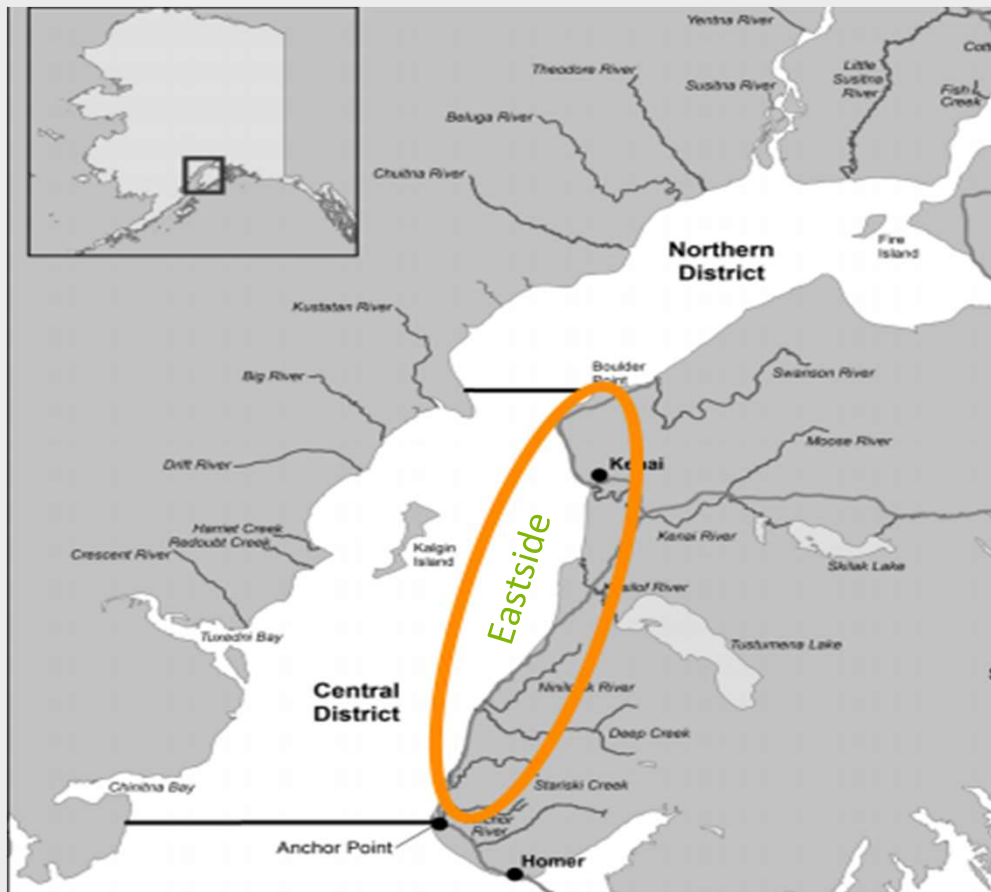 Yentna River
Theodore River
Little
Susitna
River
Susitna River
Fish
Creek
Beluga River
Chuitna River
Northern
District
Fire
Island
Kustatan River
Boulder
Point
Big River
Swanson River
Moose River
Drift River
Kenai
Harriet Creek
Redoubt Creek
Kenai River
Crescent River
Kalgin
Island
Skilak Lake
Eastside
Kasilof River
Tuxedni Bay
Tustumena Lake
Central
District
Ninilchik River
Deep Creek
Chinitna Bay
Stariski Creek
River
Anchor Point
Homer